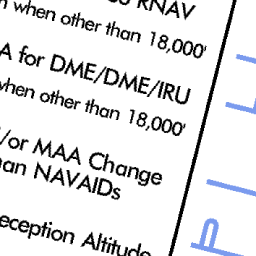 RNAV
when other than 18,000'
A for DME/DME/IRU
when other than 18,000'
/or MAA Change
an NAVAIDs
eception Altitude